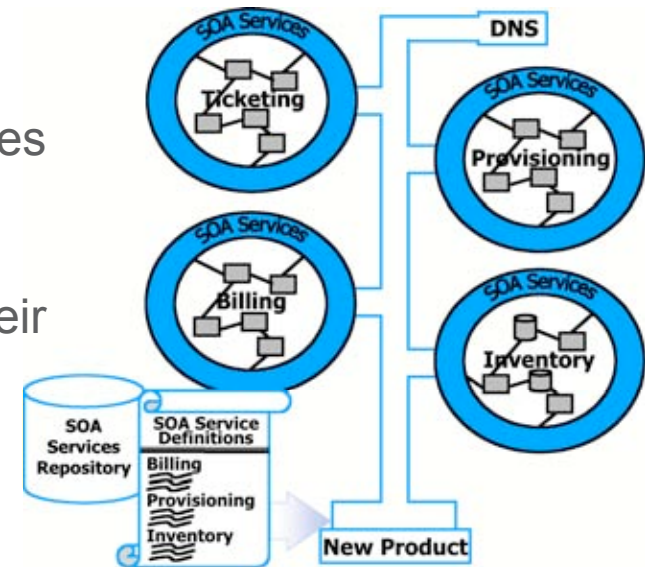 es
eir
SOA Services
Ticketing
DNS
SOA Services
Provisioning
SOA Services
Billing
SOA Services
Inventory
SOA
Services
Repository
SOA Service
Definitions
Billing
Provisioning
Inventory
New Product